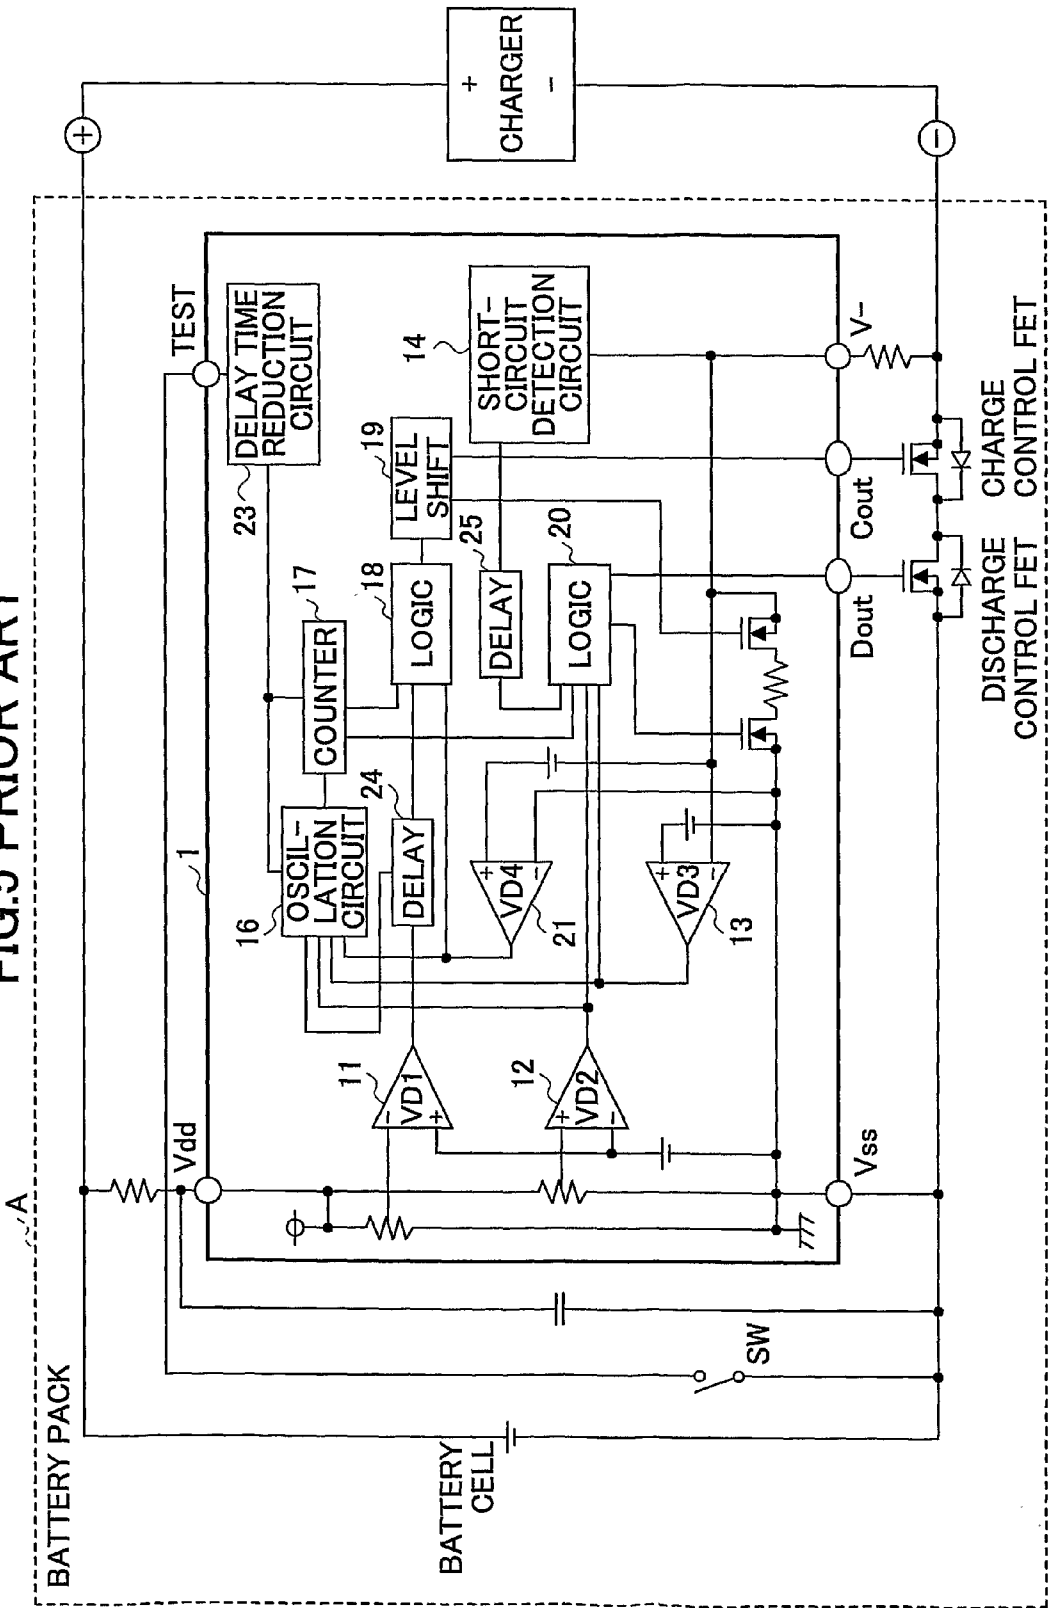 FIG.5 PRIOR ART
A
BATTERY PACK
1
TEST
Vdd
+
CHARGER
+
−
−
23
DELAY TIME
REDUCTION
CIRCUIT
16
OSCIL-
LATION
CIRCUIT
17
COUNTER
24
DELAY
18
LOGIC
19
LEVEL
SHIFT
14
SHORT-
CIRCUIT
DETECTION
CIRCUIT
25
DELAY
20
LOGIC
11
−
VD1
+
12
+
VD2
−
+
VD4
−
21
+
VD3
−
13
BATTERY
CELL
SW
Vss
Dout
Cout
V−
DISCHARGE
CONTROL FET
CHARGE
CONTROL FET